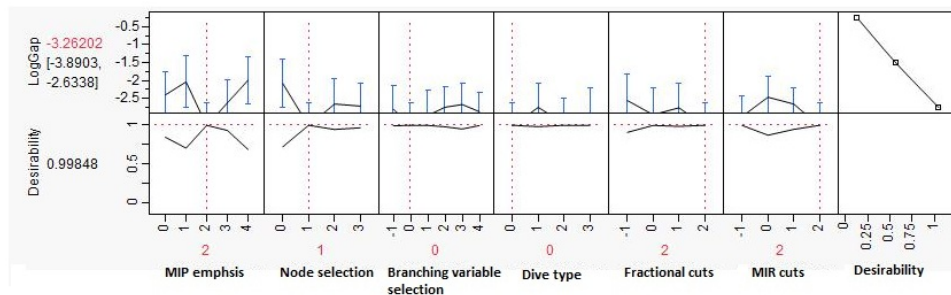 LogGap
-3.26202
[-3.8903,
-2.6338]
-0.5
-1
-1.5
-2
-2.5
Desirability
0.99848
1
0.5
0
0 1 2 3 4
0 1 2 3
-1 0 1 2 3 4
0 1 2 3
-1 0 1 2
-1 0 1 2
0 0.25 0.5 0.75 1
2
1
0
0
2
2
MIP emphsis
Node selection
Branching variable
selection
Dive type
Fractional cuts
MIR cuts
Desirability